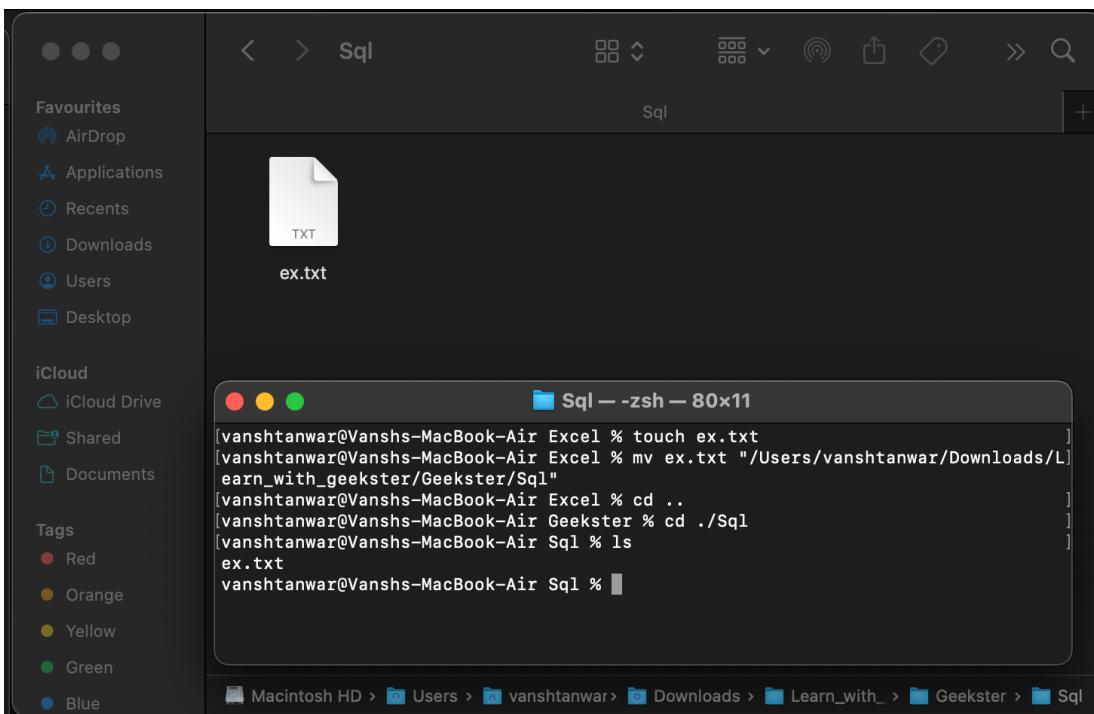 Sql
Sql
Favourites
AirDrop
Applications
Recents
Downloads
Users
Desktop
iCloud
iCloud Drive
Shared
Documents
Tags
Red
Orange
Yellow
Green
Blue
TXT
ex.txt
Sql — -zsh — 80×11
[vanshtanwar@Vanshs-MacBook-Air Excel % touch ex.txt ]
[vanshtanwar@Vanshs-MacBook-Air Excel % mv ex.txt "/Users/vanshtanwar/Downloads/L]
earn_with_geekster/Geekster/Sql"
[vanshtanwar@Vanshs-MacBook-Air Excel % cd .. ]
[vanshtanwar@Vanshs-MacBook-Air Geekster % cd ./Sql ]
[vanshtanwar@Vanshs-MacBook-Air Sql % ls ]
ex.txt
vanshtanwar@Vanshs-MacBook-Air Sql %
Macintosh HD › Users › vanshtanwar › Downloads › Learn_with_ › Geekster › Sql